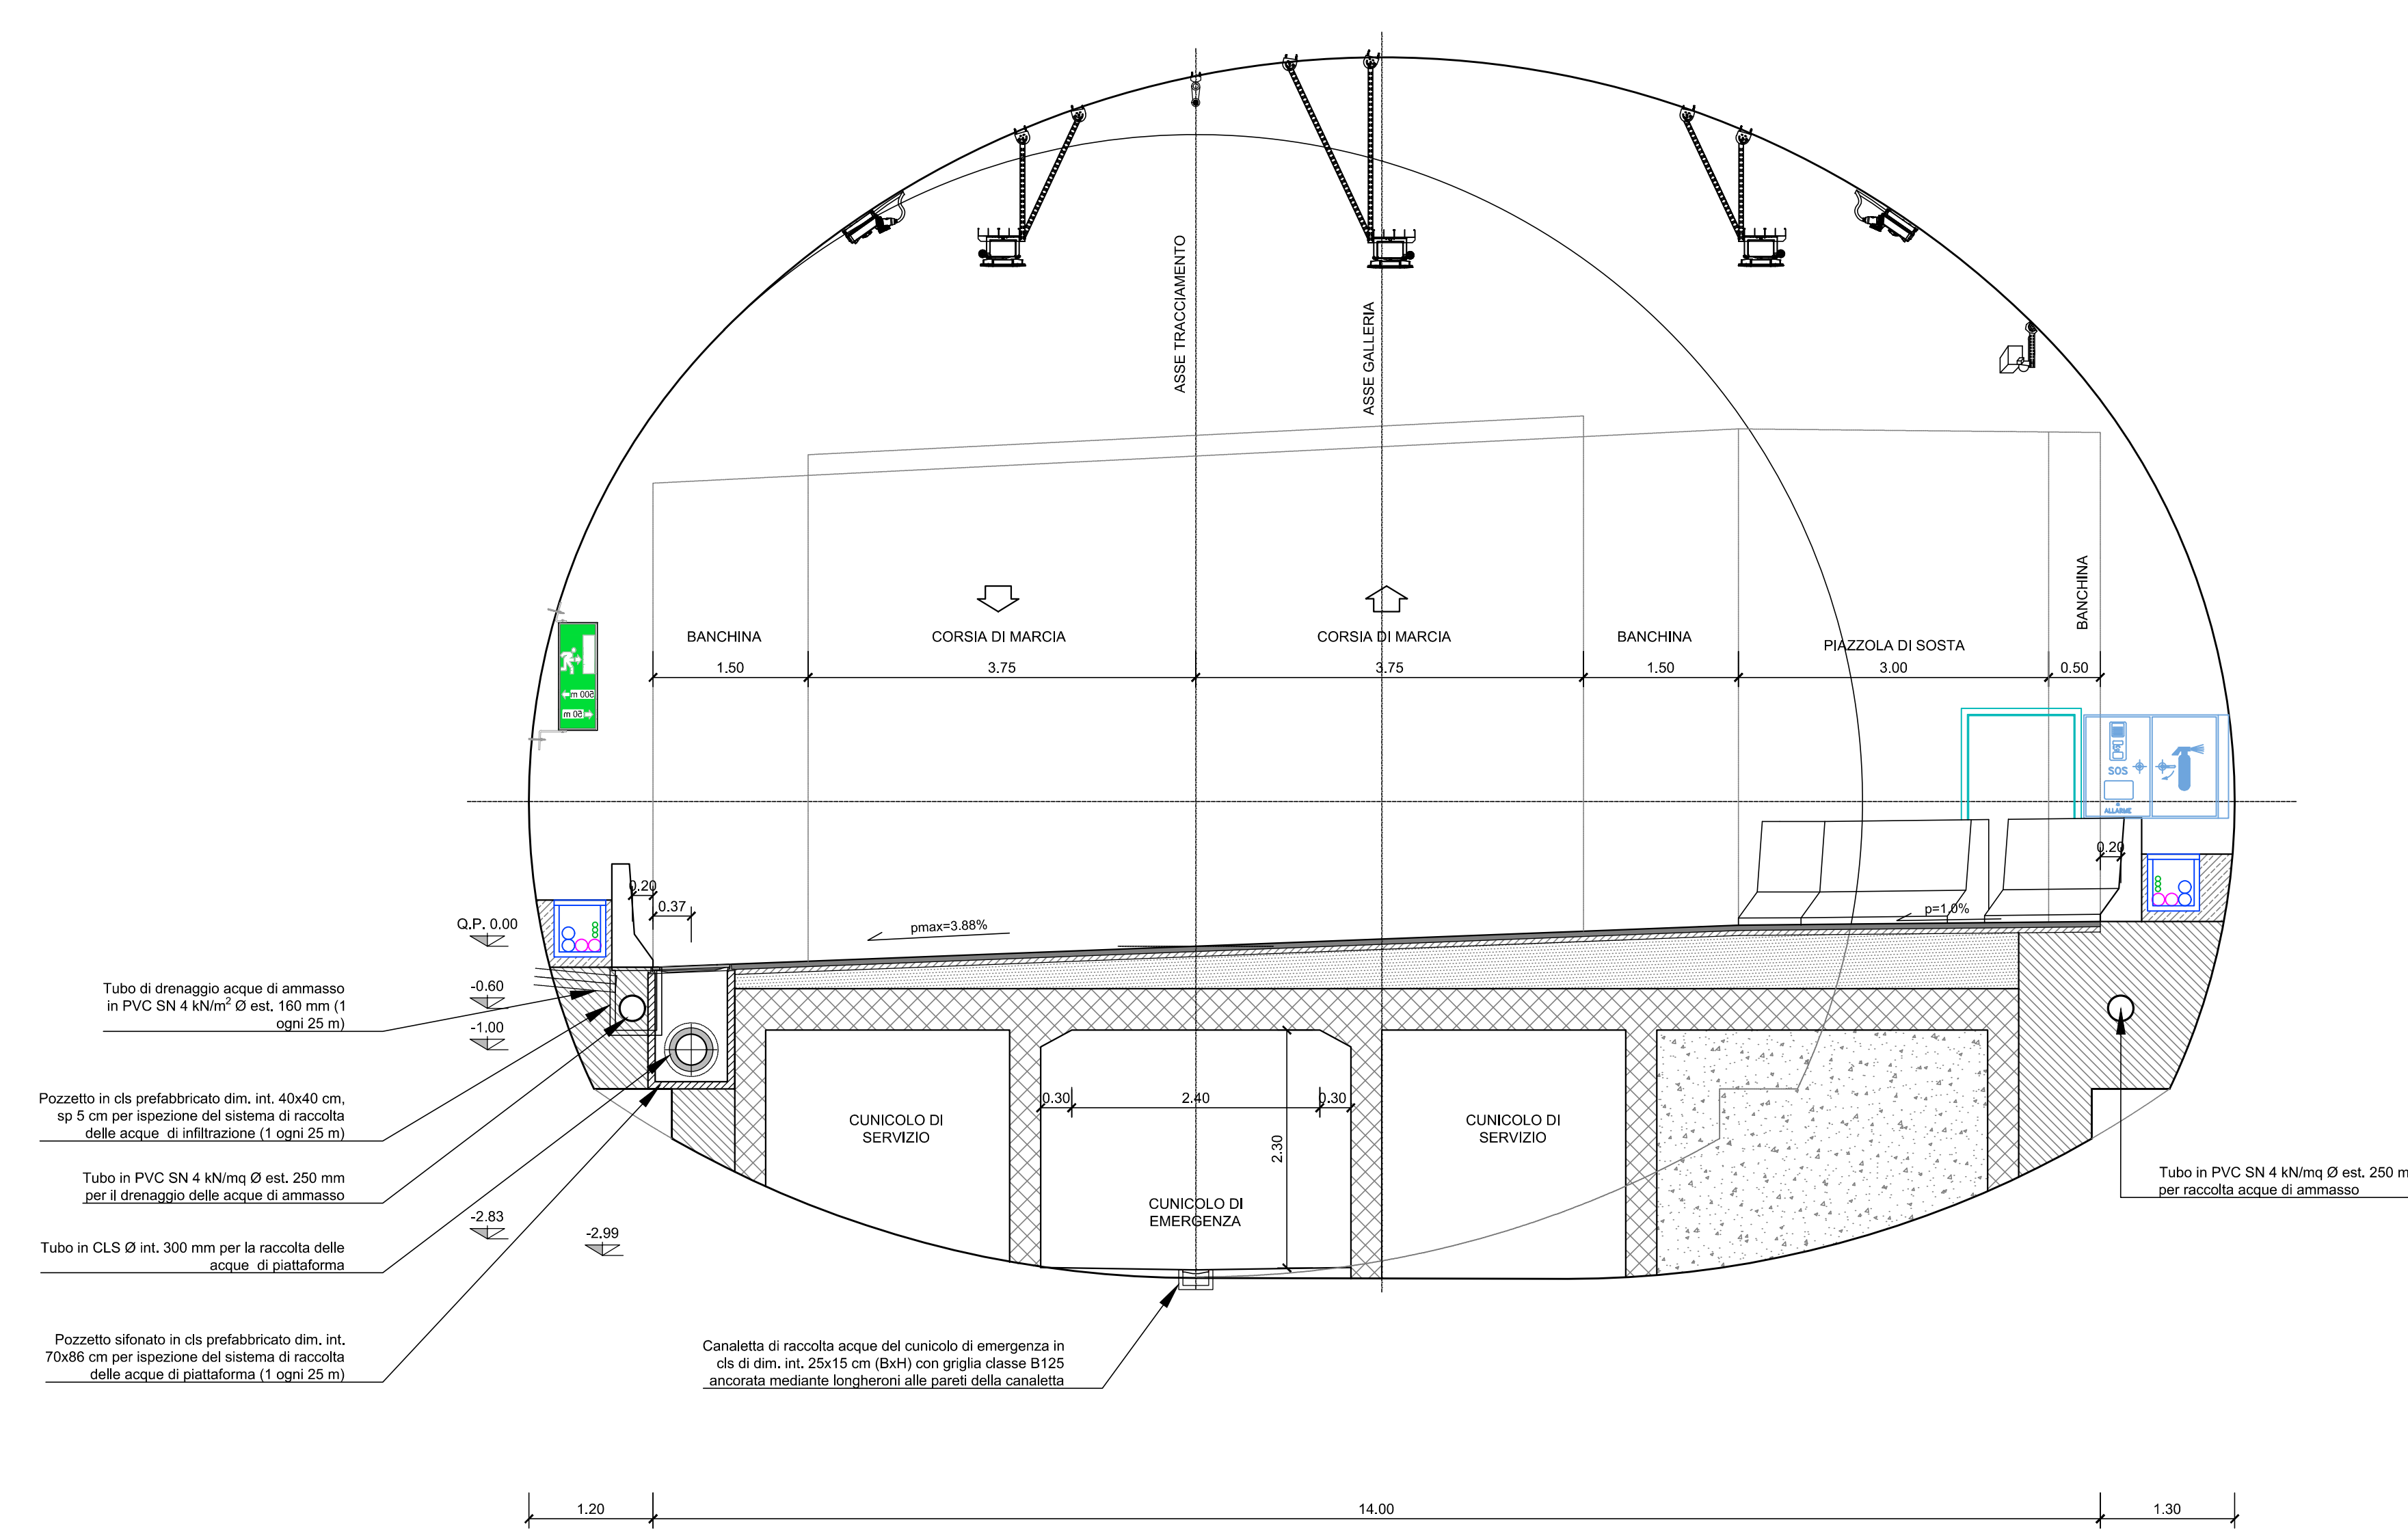 ASSE TRACCIAMENTO
ASSE GALLERIA
BANCHINA
CORSIA DI MARCIA
CORSIA DI MARCIA
BANCHINA
PIAZZOLA DI SOSTA
BANCHINA
1.50
3.75
3.75
1.50
3.00
0.50
500 m
50 m
SOS
ALLARME
0.20
0.37
0.20
pmax=3.88%
p=1,0%
Q.P. 0.00
-0.60
-1.00
-2.83
-2.99
Tubo di drenaggio acque di ammasso
in PVC SN 4 kN/m² Ø est. 160 mm (1
ogni 25 m)
Pozzetto in cls prefabbricato dim. int. 40x40 cm,
sp 5 cm per ispezione del sistema di raccolta
delle acque di infiltrazione (1 ogni 25 m)
Tubo in PVC SN 4 kN/mq Ø est. 250 mm
per il drenaggio delle acque di ammasso
Tubo in CLS Ø int. 300 mm per la raccolta delle
acque di piattaforma
Pozzetto sifonato in cls prefabbricato dim. int.
70x86 cm per ispezione del sistema di raccolta
delle acque di piattaforma (1 ogni 25 m)
CUNICOLO DI
SERVIZIO
0.30
2.40
0.30
2.30
CUNICOLO DI
EMERGENZA
CUNICOLO DI
SERVIZIO
Tubo in PVC SN 4 kN/mq Ø est. 250 m
per raccolta acque di ammasso
Canaletta di raccolta acque del cunicolo di emergenza in
cls di dim. int. 25x15 cm (BxH) con griglia classe B125
ancorata mediante longheroni alle pareti della canaletta
1.20
14.00
1.30